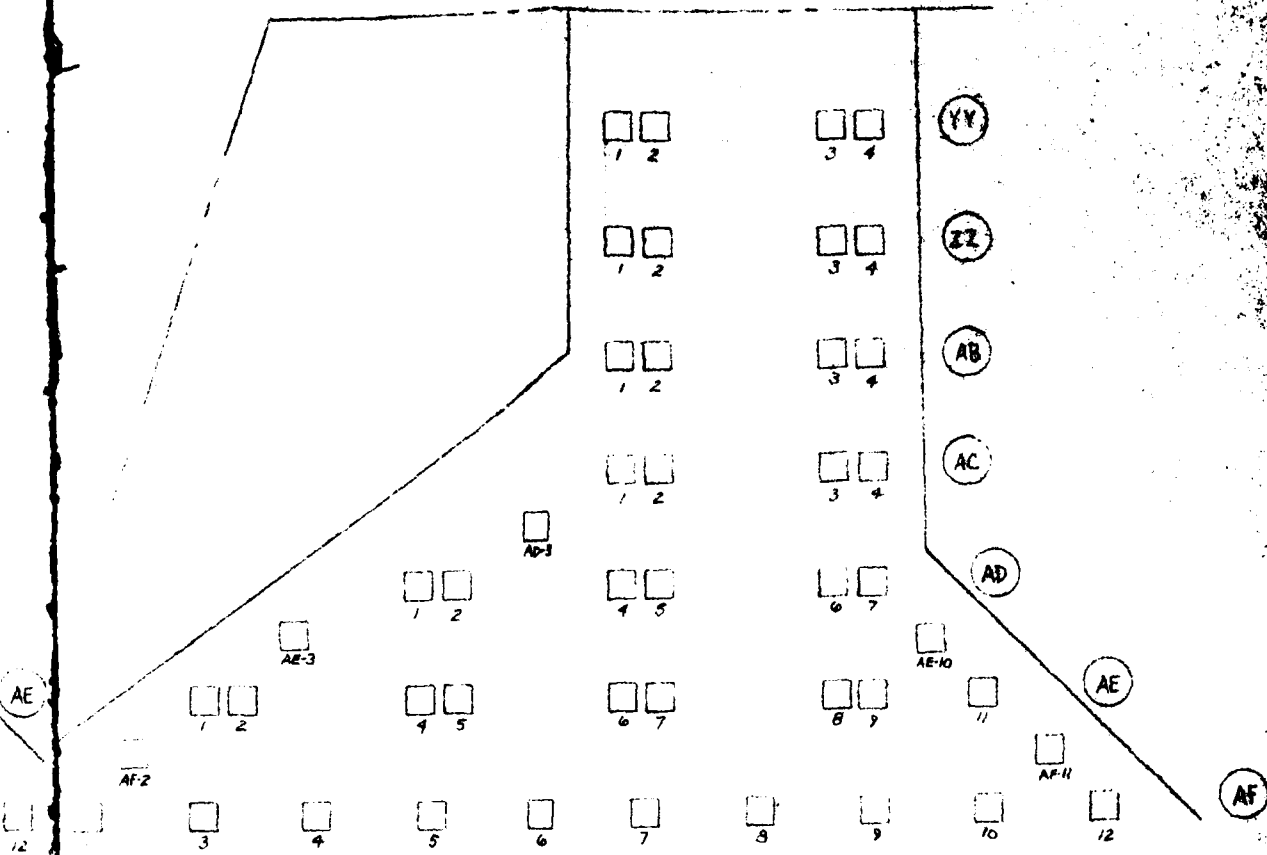 1 2 3 4 YY
1 2 3 4 ZZ
1 2 3 4 AB
1 2 3 4 AC
AD-3
1 2 4 5 6 7 AD
AE-3 AE-10
AE 1 2 4 5 6 7 8 9 11 AE
AF-2 AF-11
12 3 4 5 6 7 8 9 10 12 AF